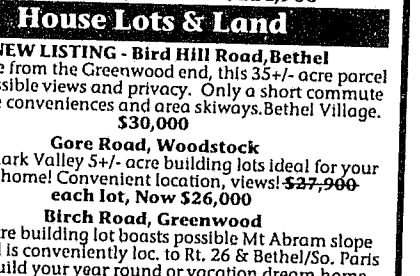 House Lots & Land
NEW LISTING - Bird Hill Road, Bethel
from the Greenwood end, this 35+/- acre parcel
views and privacy. Only a short commute
conveniences and area skiways. Bethel Village.
$30,000
Gore Road, Woodstock
Valley 5+/- acre building lots ideal for your
home! Convenient location, views! $27,900
each lot, Now $26,000
Birch Road, Greenwood
building lot boasts possible Mt Abram slope
is conveniently loc. to Rt. 26 & Bethel/So. Paris
your year round or vacation dream home